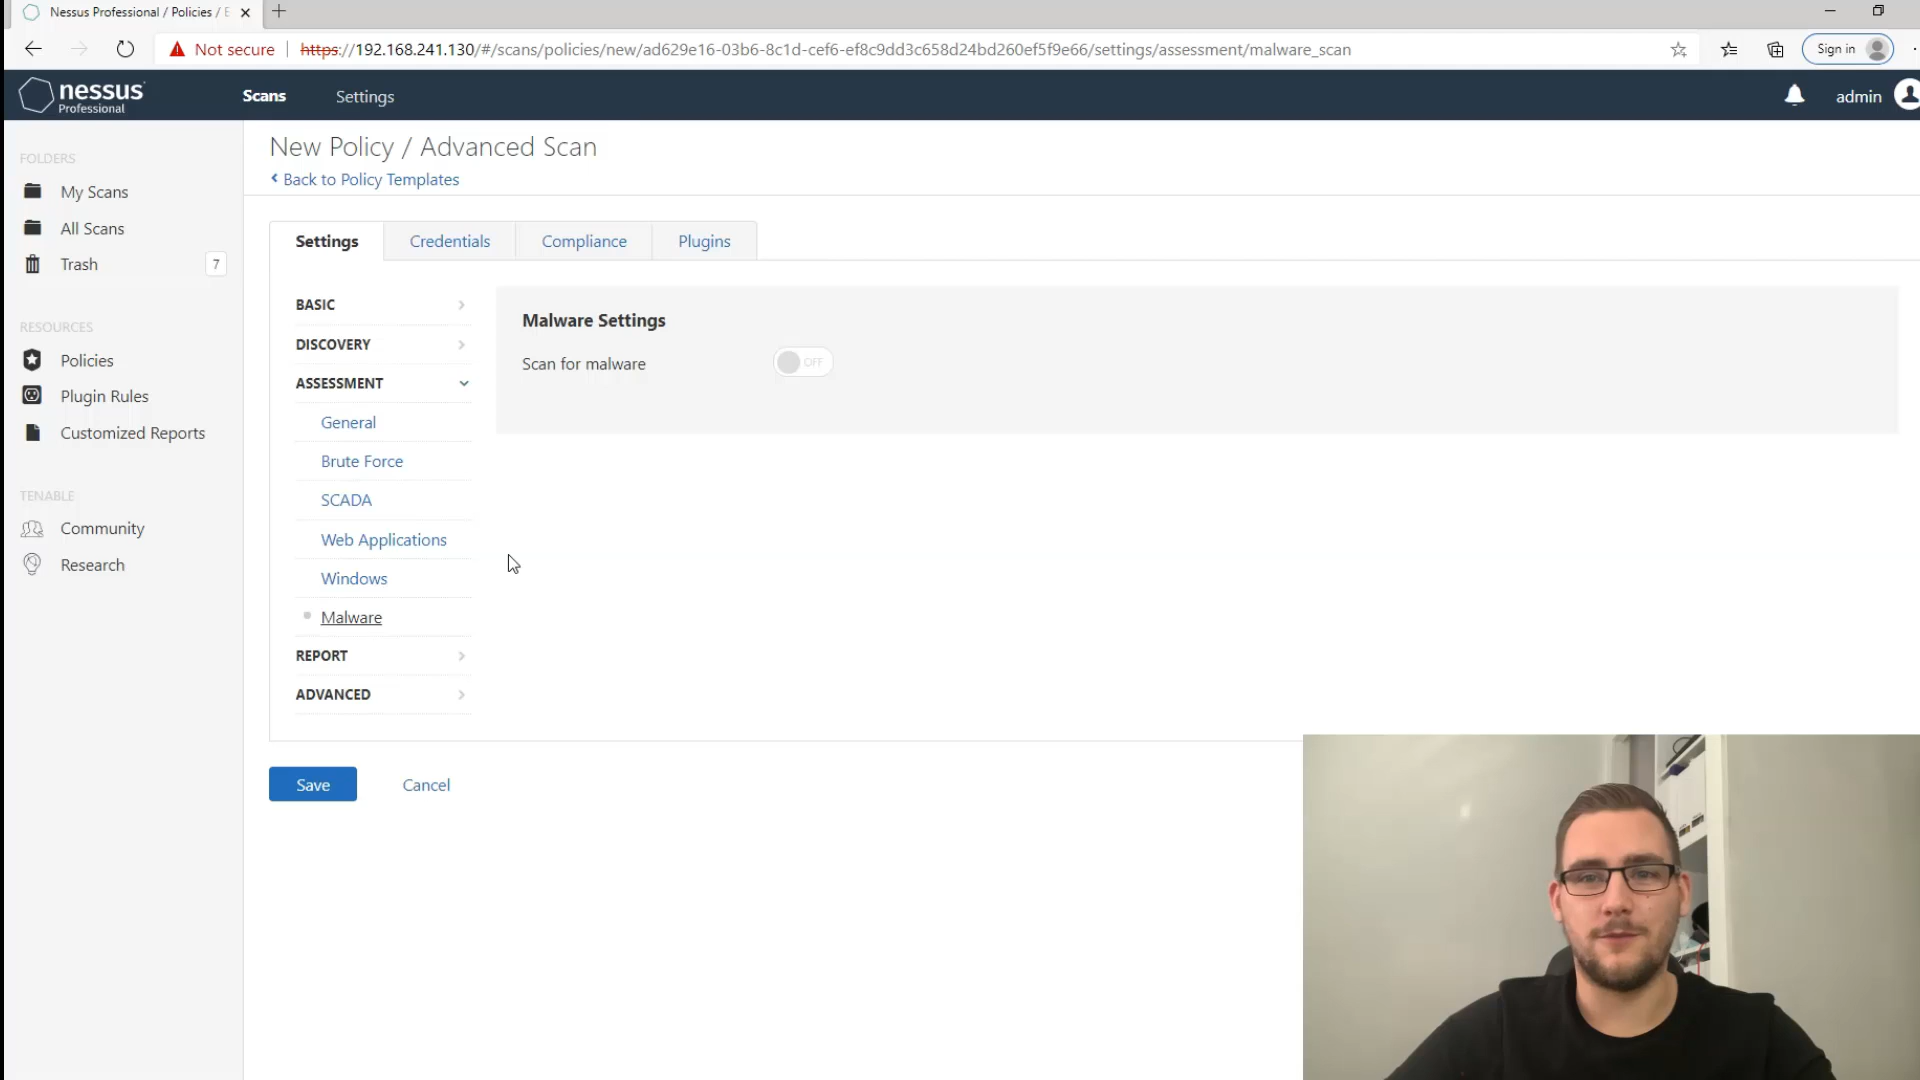 Nessus Professional / Policies /
Not secure
https://192.168.241.130/#/scans/policies/new/ad629e16-03b6-8c1d-cef6-ef8c9dd3c658d24bd260ef5f9e66/settings/assessment/malware_scan
Sign in
nessus
Professional
Scans
Settings
admin
FOLDERS
My Scans
All Scans
Trash
7
RESOURCES
Policies
Plugin Rules
Customized Reports
TENABLE
Community
Research
New Policy / Advanced Scan
Back to Policy Templates
Settings
Credentials
Compliance
Plugins
BASIC
DISCOVERY
ASSESSMENT
General
Brute Force
SCADA
Web Applications
Windows
Malware
REPORT
ADVANCED
Malware Settings
Scan for malware
OFF
Save
Cancel